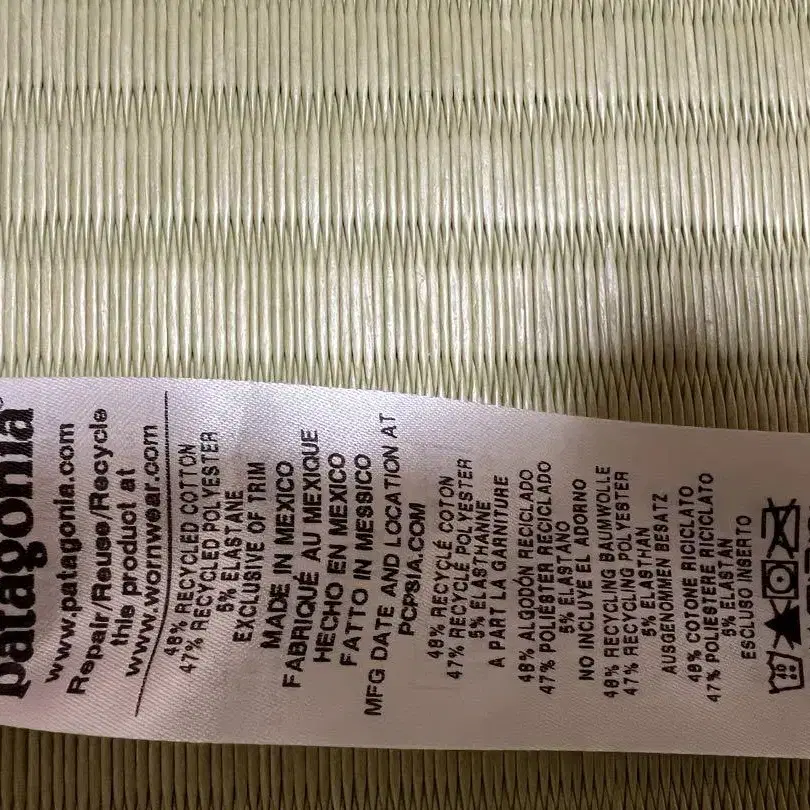 patagonia®
www.patagonia.com
Repair/Reuse/Recycle
this product at
www.wornwear.com
48% RECYCLED COTTON
47% RECYCLED POLYESTER
5% ELASTANE
EXCLUSIVE OF TRIM
MADE IN MEXICO
FABRIQUÉ AU MEXIQUE
HECHO EN MEXICO
FATTO IN MESSICO
MFG DATE AND LOCATION AT
PCPSIA.COM
48% RECYCLÉ COTON
47% RECYCLÉ POLYESTER
5% ELASTHANNE
A PART LA GARNITURE
48% ALGODÓN RECICLADO
47% POLIÉSTER RECICLADO
5% ELASTANO
NO INCLUYE EL ADORNO
48% RECYCLING BAUMWOLLE
47% RECYCLING POLYESTER
5% ELASTHAN
AUSGENOMMEN BESATZ
48% COTONE RICICLATO
47% POLIESTERE RICICLATO
5% ELASTAN
ESCLUSO INSERTO